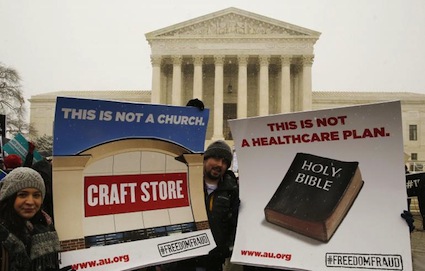 THIS IS NOT A CHURCH.
CRAFT STORE
www.au.org
#FREEDOMFRAUD
THIS IS NOT
A HEALTHCARE PLAN.
HOLY
BIBLE
www.au.org
#FREEDOMFRAUD